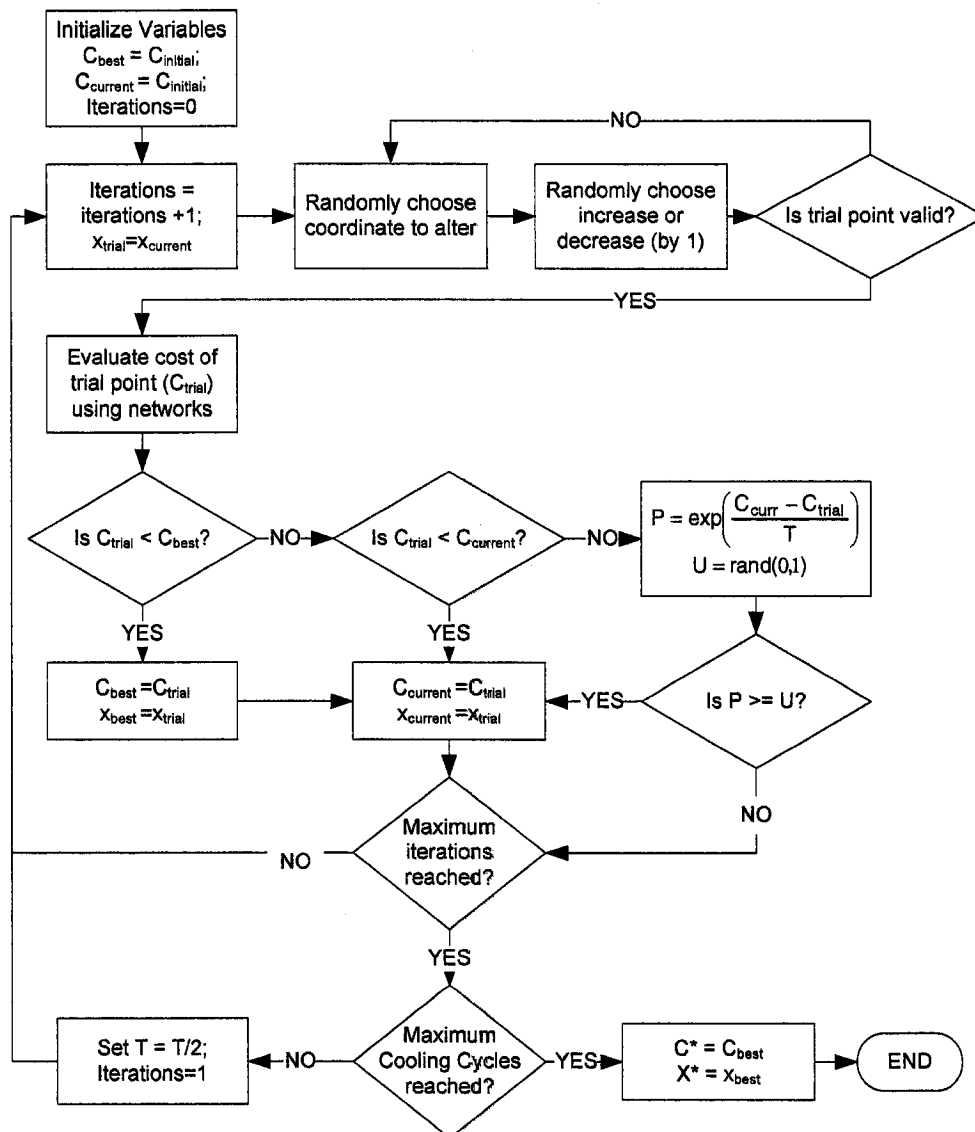 Initialize Variables
C_best = C_initial;
C_current = C_initial;
Iterations=0
NO
Iterations =
iterations +1;
x_trial=x_current
Randomly choose
coordinate to alter
Randomly choose
increase or
decrease (by 1)
Is trial point valid?
YES
Evaluate cost of
trial point (C_trial)
using networks
Is C_trial < C_best?
NO
Is C_trial < C_current?
NO
P = exp((C_curr − C_trial)/T)
U = rand(0,1)
YES
YES
C_best =C_trial
x_best =x_trial
C_current =C_trial
x_current =x_trial
YES
Is P >= U?
NO
Maximum
iterations
reached?
NO
YES
Set T = T/2;
Iterations=1
NO
Maximum
Cooling Cycles
reached?
YES
C* = C_best
X* = x_best
END